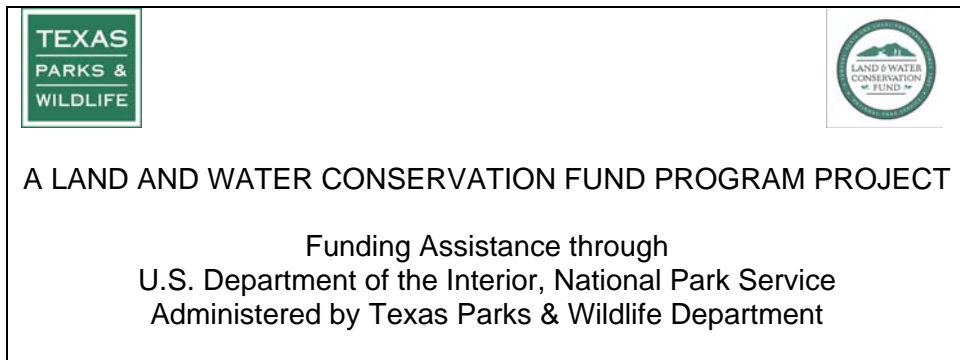 TEXAS
PARKS &
WILDLIFE
LAND & WATER
CONSERVATION
FUND
A LAND AND WATER CONSERVATION FUND PROGRAM PROJECT
Funding Assistance through
U.S. Department of the Interior, National Park Service
Administered by Texas Parks & Wildlife Department